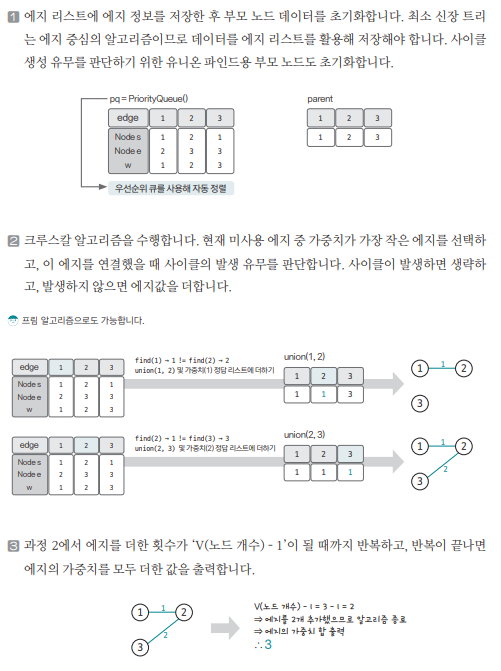 1 에지 리스트에 에지 정보를 저장한 후 부모 노드 데이터를 초기화합니다. 최소 신장 트리
는 에지 중심의 알고리즘이므로 데이터를 에지 리스트를 활용해 저장해야 합니다. 사이클
생성 유무를 판단하기 위한 유니온 파인드용 부모 노드도 초기화합니다.
pq = PriorityQueue()
edge 1 2 3
Node s 1 2 1
Node e 2 3 3
w 1 2 3
우선순위 큐를 사용해 자동 정렬
parent
1 2 3
1 2 3
2 크루스칼 알고리즘을 수행합니다. 현재 미사용 에지 중 가중치가 가장 작은 에지를 선택하
고, 이 에지를 연결했을 때 사이클의 발생 유무를 판단합니다. 사이클이 발생하면 생략하
고, 발생하지 않으면 에지값을 더합니다.
프림 알고리즘으로도 가능합니다.
edge 1 2 3
Node s 1 2 1
Node e 2 3 3
w 1 2 3
find(1) → 1 != find(2) → 2
union(1, 2) 및 가중치(1) 정답 리스트에 더하기
union(1, 2)
1 2 3
1 1 3
1 1 2
3
edge 1 2 3
Node s 1 2 1
Node e 2 3 3
w 1 2 3
find(2) → 1 != find(3) → 3
union(2, 3) 및 가중치(2) 정답 리스트에 더하기
union(2, 3)
1 2 3
1 1 1
1 1 2
2
3
3 과정 2에서 에지를 더한 횟수가 ‘V(노드 개수) - 1’이 될 때까지 반복하고, 반복이 끝나면
에지의 가중치를 모두 더한 값을 출력합니다.
1 1 2
2
3
V(노드 개수) - 1 = 3 - 1 = 2
⇒ 에지를 2개 추가했으므로 알고리즘 종료
⇒ 에지의 가중치 합 출력
∴ 3